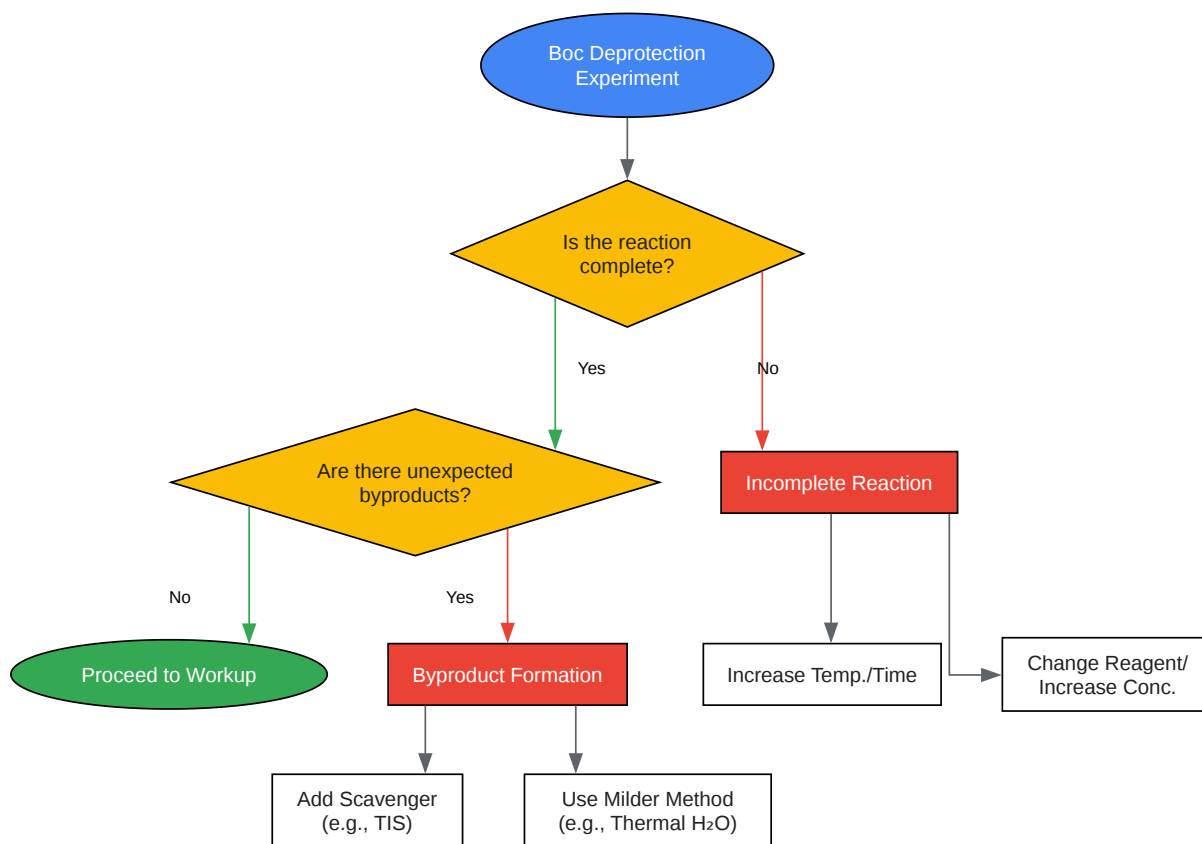 Boc Deprotection
Experiment
Is the reaction
complete?
Yes
No
Are there unexpected
byproducts?
Incomplete Reaction
No
Yes
Proceed to Workup
Byproduct Formation
Increase Temp./Time
Change Reagent/
Increase Conc.
Add Scavenger
(e.g., TIS)
Use Milder Method
(e.g., Thermal H₂O)